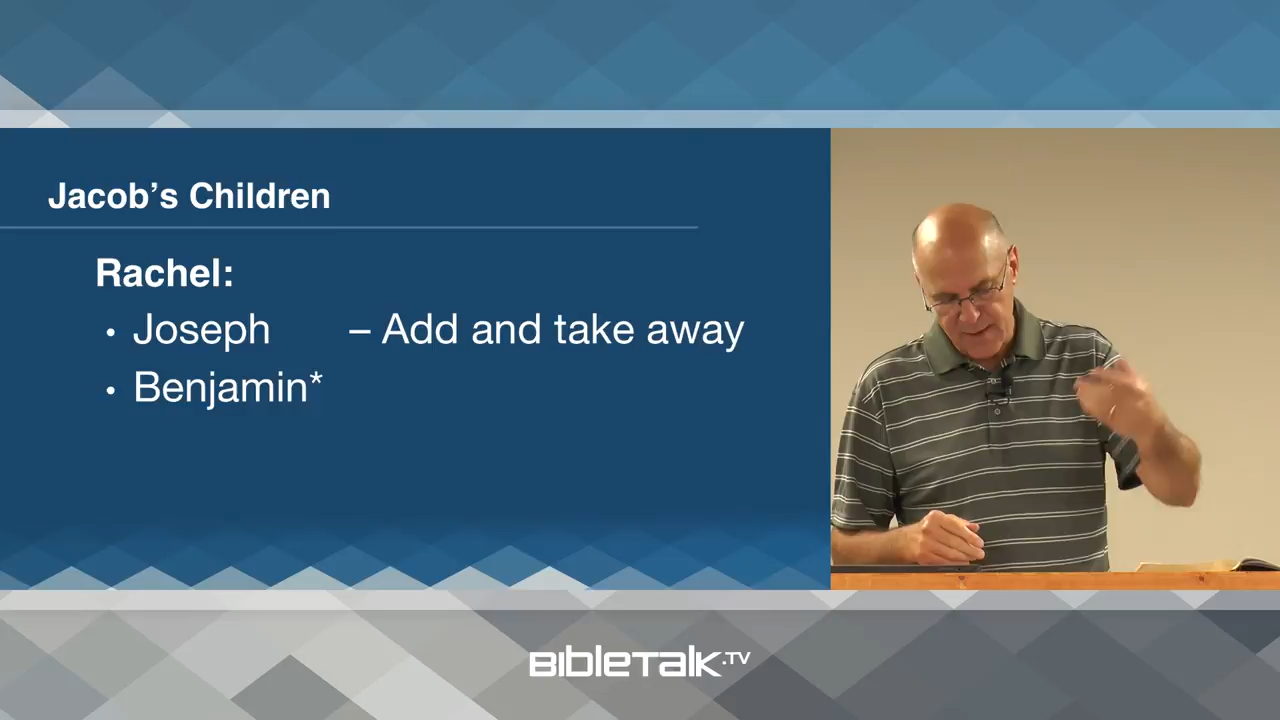 Jacob's Children
Rachel:
• Joseph – Add and take away
• Benjamin*
BIBLETALK.TV